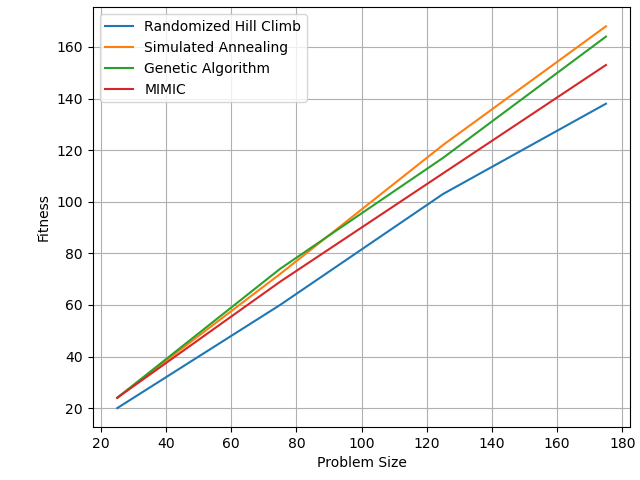 Randomized Hill Climb
Simulated Annealing
Genetic Algorithm
MIMIC
160
140
120
100
80
60
40
20
Fitness
20 40 60 80 100 120 140 160 180
Problem Size